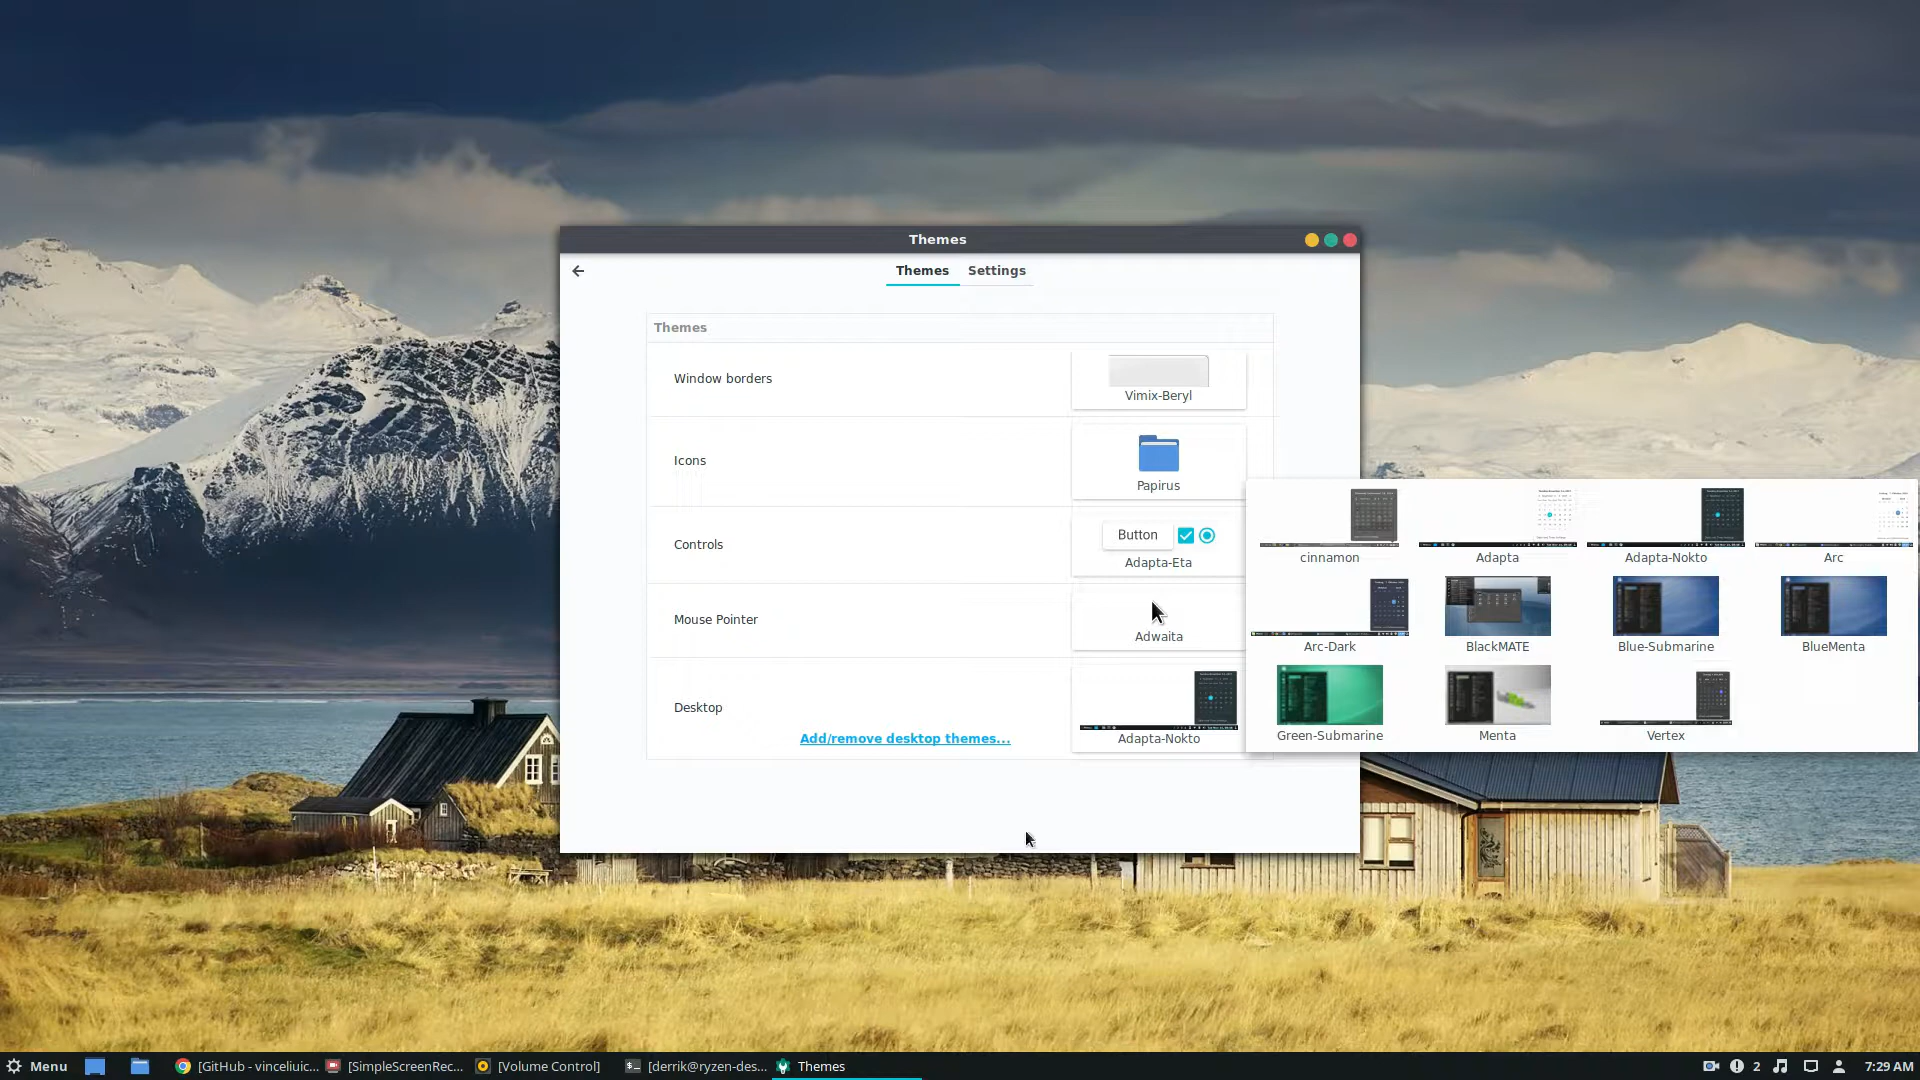 Themes
Themes Settings
Themes
Window borders
Vimix-Beryl
Icons
Papirus
Controls
Button
Adapta-Eta
Mouse Pointer
Adwaita
Desktop
Add/remove desktop themes...
Adapta-Nokto
cinnamon Adapta Adapta-Nokto Arc
Arc-Dark BlackMATE Blue-Submarine BlueMenta
Green-Submarine Menta Vertex
Menu [GitHub - vinceliuic... [SimpleScreenRec... [Volume Control] [derrik@ryzen-des... Themes 2 7:29 AM